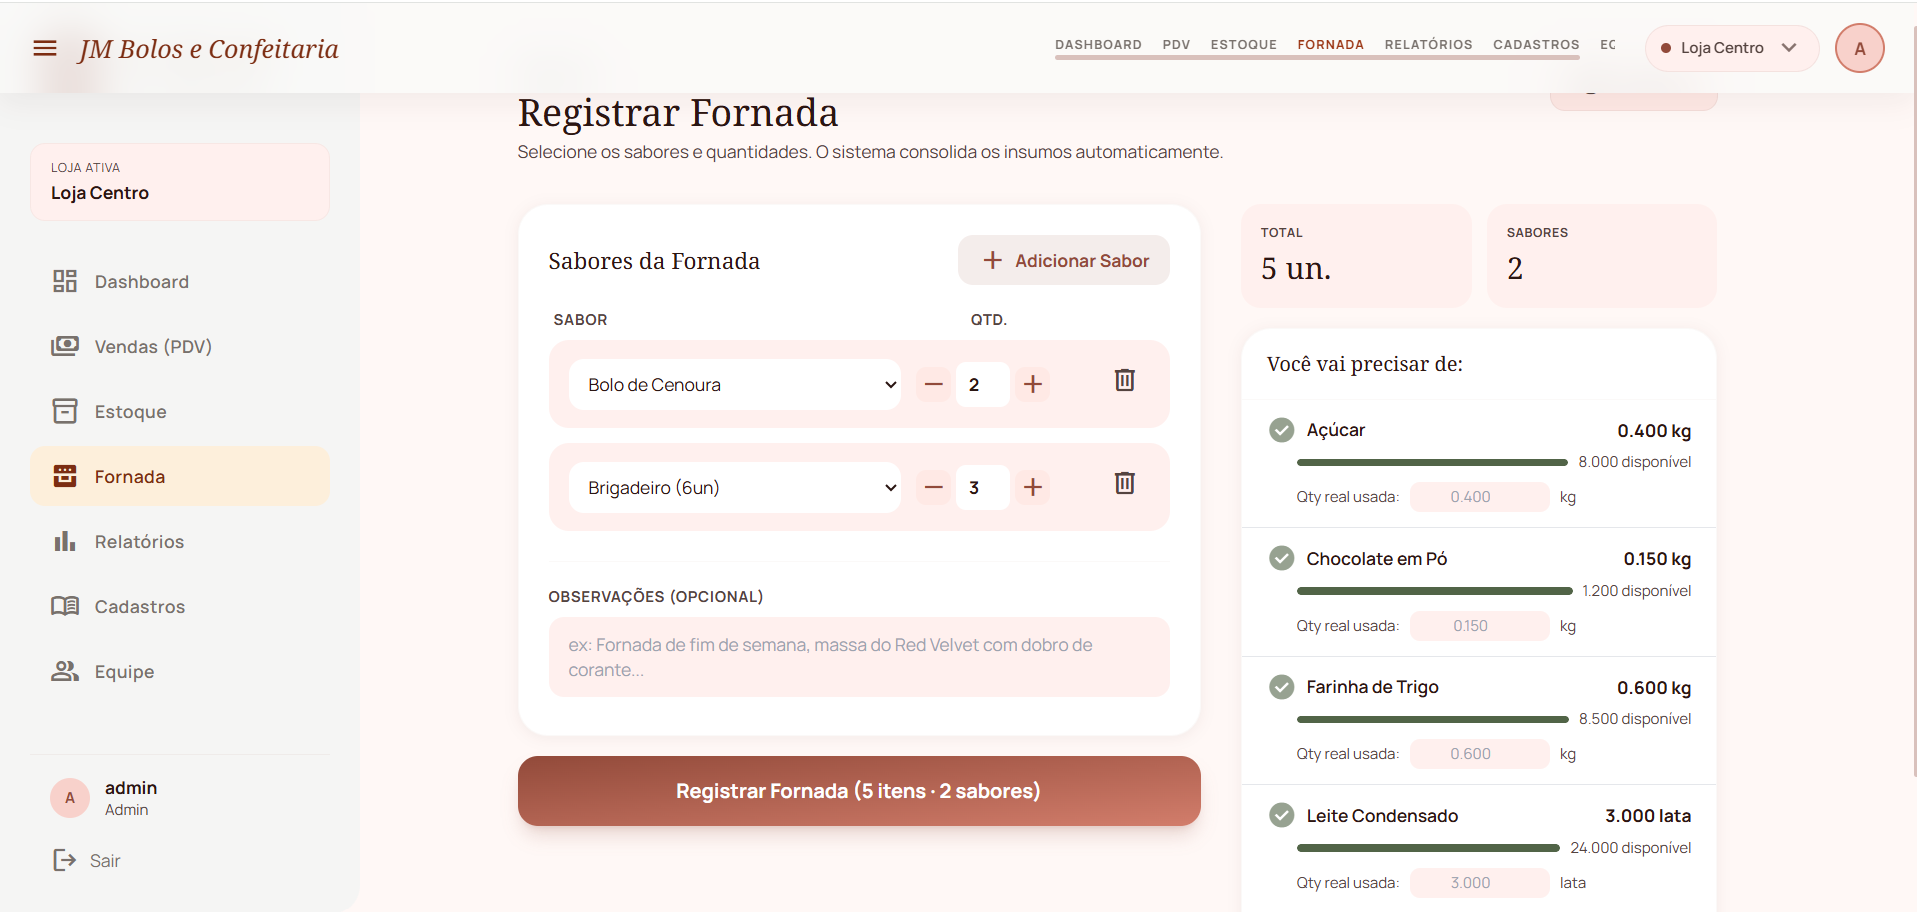 JM Bolos e Confeitaria
DASHBOARD PDV ESTOQUE FORNADA RELATÓRIOS CADASTROS
Loja Centro
A
LOJA ATIVA
Loja Centro
Dashboard
Vendas (PDV)
Estoque
Fornada
Relatórios
Cadastros
Equipe
A
admin
Admin
Sair
Registrar Fornada
Selecione os sabores e quantidades. O sistema consolida os insumos automaticamente.
Sabores da Fornada
Adicionar Sabor
SABOR QTD.
Bolo de Cenoura 2
Brigadeiro (6un) 3
OBSERVAÇÕES (OPCIONAL)
ex: Fornada de fim de semana, massa do Red Velvet com dobro de
corante...
Registrar Fornada (5 itens · 2 sabores)
TOTAL
5 un.
SABORES
2
Você vai precisar de:
Açúcar 0.400 kg
8.000 disponível
Qty real usada: 0.400 kg
Chocolate em Pó 0.150 kg
1.200 disponível
Qty real usada: 0.150 kg
Farinha de Trigo 0.600 kg
8.500 disponível
Qty real usada: 0.600 kg
Leite Condensado 3.000 lata
24.000 disponível
Qty real usada: 3.000 lata